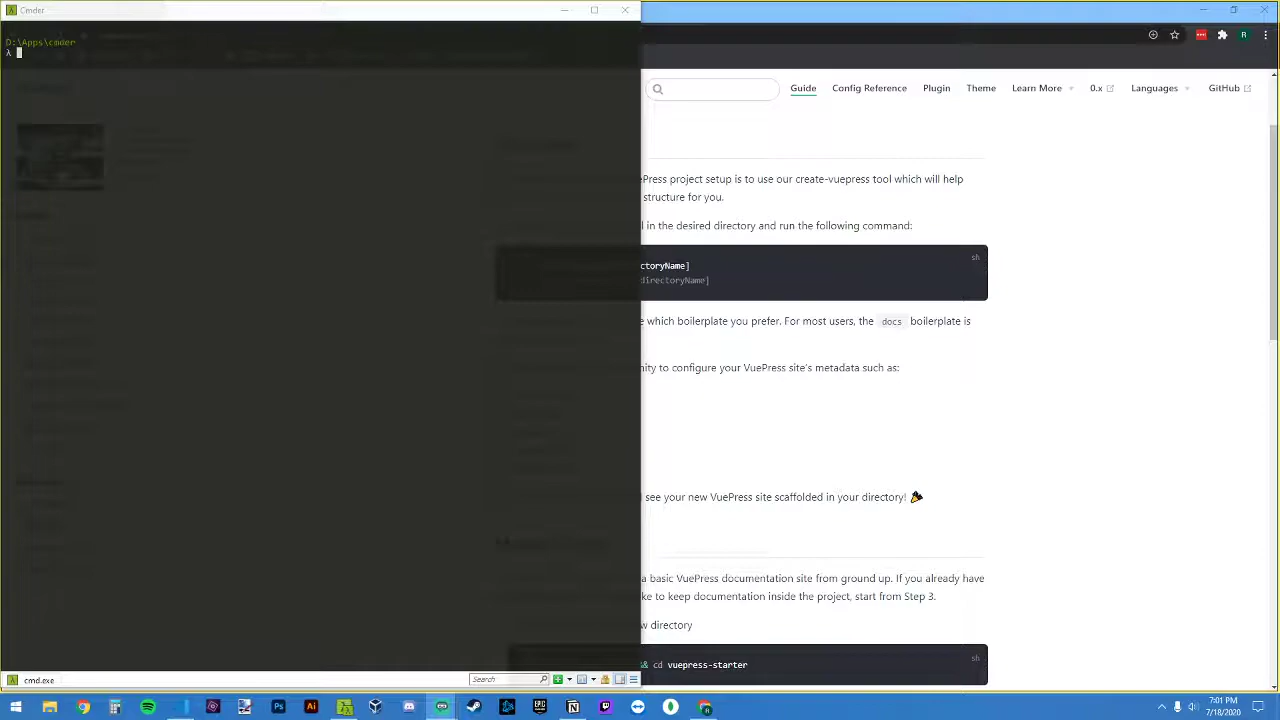 Cmder
D:\Apps\cmder
λ
Guide
Config Reference
Plugin
Theme
Learn More
0.x
Languages
GitHub
Press project setup is to use our create-vuepress tool which will help
structure for you.
in the desired directory and run the following command:
sh
ctoryName]
directoryName]
which boilerplate you prefer. For most users, the docs boilerplate is
to configure your VuePress site's metadata such as:
see your new VuePress site scaffolded in your directory!
a basic VuePress documentation site from ground up. If you already have
to keep documentation inside the project, start from Step 3.
directory
sh
cd vuepress-starter
cmd.exe
Search
R
7:01 PM
7/18/2020